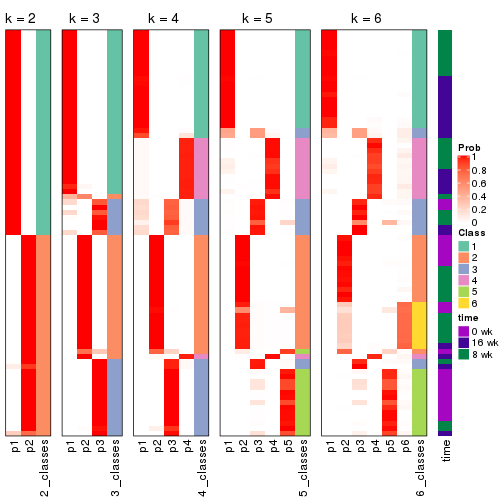 k = 2 k = 3 k = 4 k = 5 k = 6
Prob
1
0.8
0.6
0.4
0.2
0
Class
1
2
3
4
5
6
time
0 wk
16 wk
8 wk
p1 p2 2_classes p1 p2 p3 3_classes p1 p2 p3 p4 4_classes p1 p2 p3 p4 p5 5_classes p1 p2 p3 p4 p5 p6 6_classes time